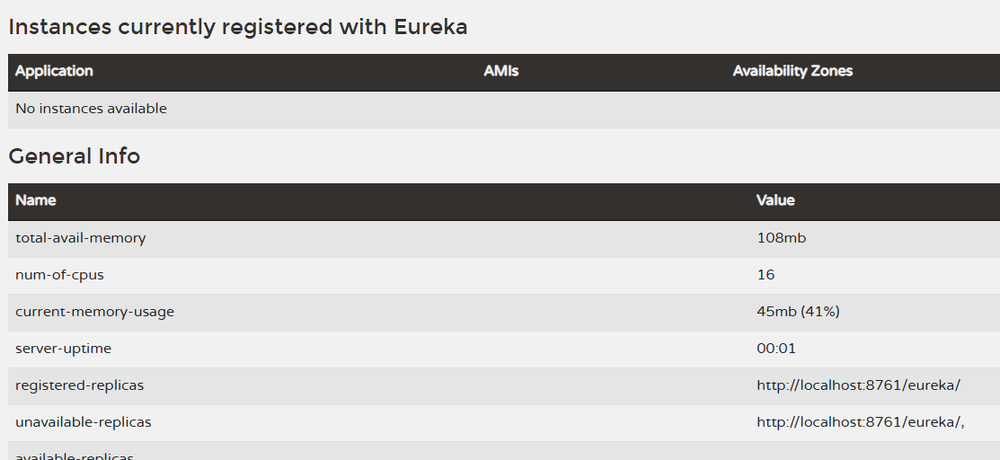 Instances currently registered with Eureka
Application AMIs Availability Zones
No instances available
General Info
Name Value
total-avail-memory 108mb
num-of-cpus 16
current-memory-usage 45mb (41%)
server-uptime 00:01
registered-replicas http://localhost:8761/eureka/
unavailable-replicas http://localhost:8761/eureka/,
available-replicas